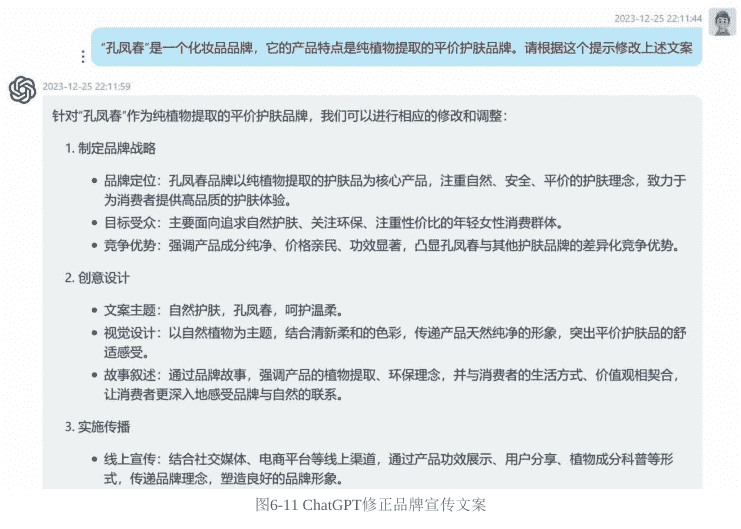 2023-12-25 22:11:44
“孔凤春”是一个化妆品品牌，它的产品特点是纯植物提取的平价护肤品牌。请根据这个提示修改上述文案
2023-12-25 22:11:59
针对“孔凤春”作为纯植物提取的平价护肤品牌，我们可以进行相应的修改和调整：
1. 制定品牌战略
• 品牌定位：孔凤春品牌以纯植物提取的护肤品为核心产品，注重自然、安全、平价的护肤理念，致力于
为消费者提供高品质的护肤体验。
• 目标受众：主要面向追求自然护肤、关注环保、注重性价比的年轻女性消费群体。
• 竞争优势：强调产品成分纯净、价格亲民、功效显著，凸显孔凤春与其他护肤品牌的差异化竞争优势。
2. 创意设计
• 文案主题：自然护肤，孔凤春，呵护温柔。
• 视觉设计：以自然植物为主题，结合清新柔和的色彩，传递产品天然纯净的形象，突出平价护肤品的舒
适感受。
• 故事叙述：通过品牌故事，强调产品的植物提取、环保理念，并与消费者的生活方式、价值观相契合，
让消费者更深入地感受品牌与自然的联系。
3. 实施传播
• 线上宣传：结合社交媒体、电商平台等线上渠道，通过产品功效展示、用户分享、植物成分科普等形
式，传递品牌理念，塑造良好的品牌形象。
图6-11 ChatGPT修正品牌宣传文案